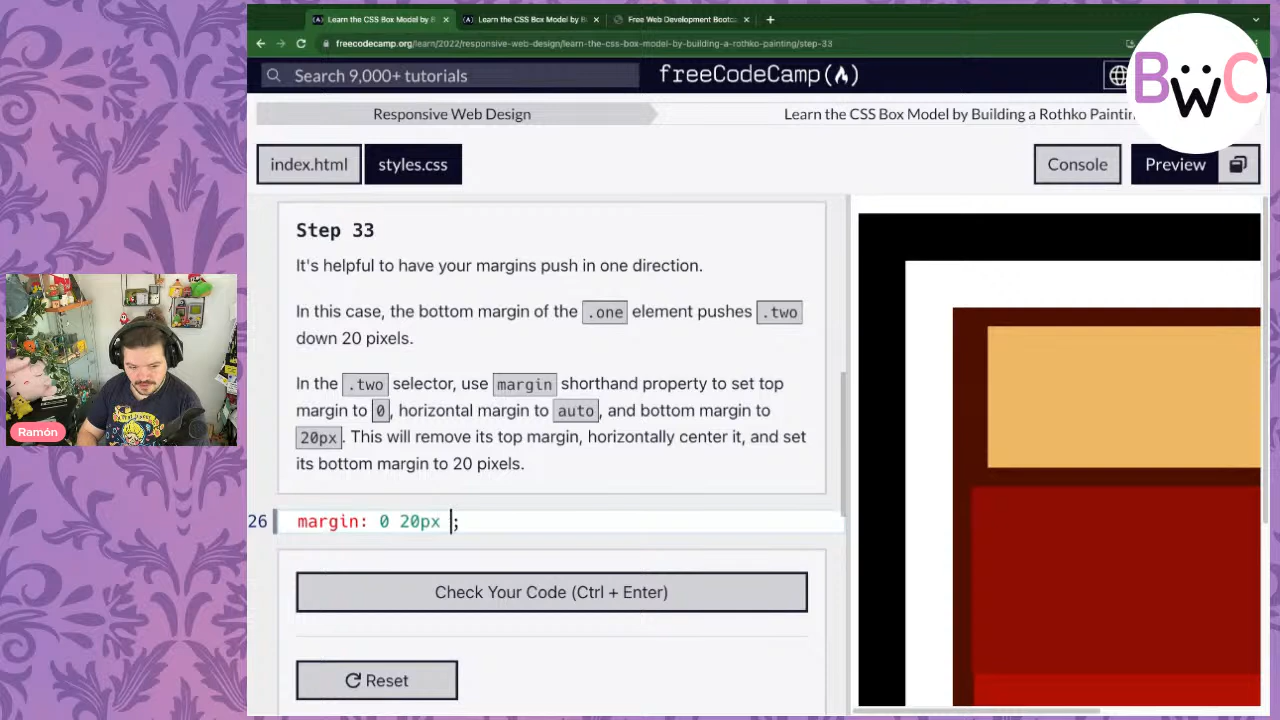 Learn the CSS Box Model by B
Learn the CSS Box Model by B
Free Web Development Bootca
freecodecamp.org/learn/2022/responsive-web-design/learn-the-css-box-model-by-building-a-rothko-painting/step-33
BWC
Search 9,000+ tutorials
freeCodeCamp(🔥)
Responsive Web Design
Learn the CSS Box Model by Building a Rothko Paintin
index.html
styles.css
Console
Preview
Step 33
It's helpful to have your margins push in one direction.
In this case, the bottom margin of the .one element pushes .two
down 20 pixels.
In the .two selector, use margin shorthand property to set top
margin to 0, horizontal margin to auto, and bottom margin to
20px. This will remove its top margin, horizontally center it, and set
its bottom margin to 20 pixels.
26 margin: 0 20px ;
Check Your Code (Ctrl + Enter)
Reset
Ramón